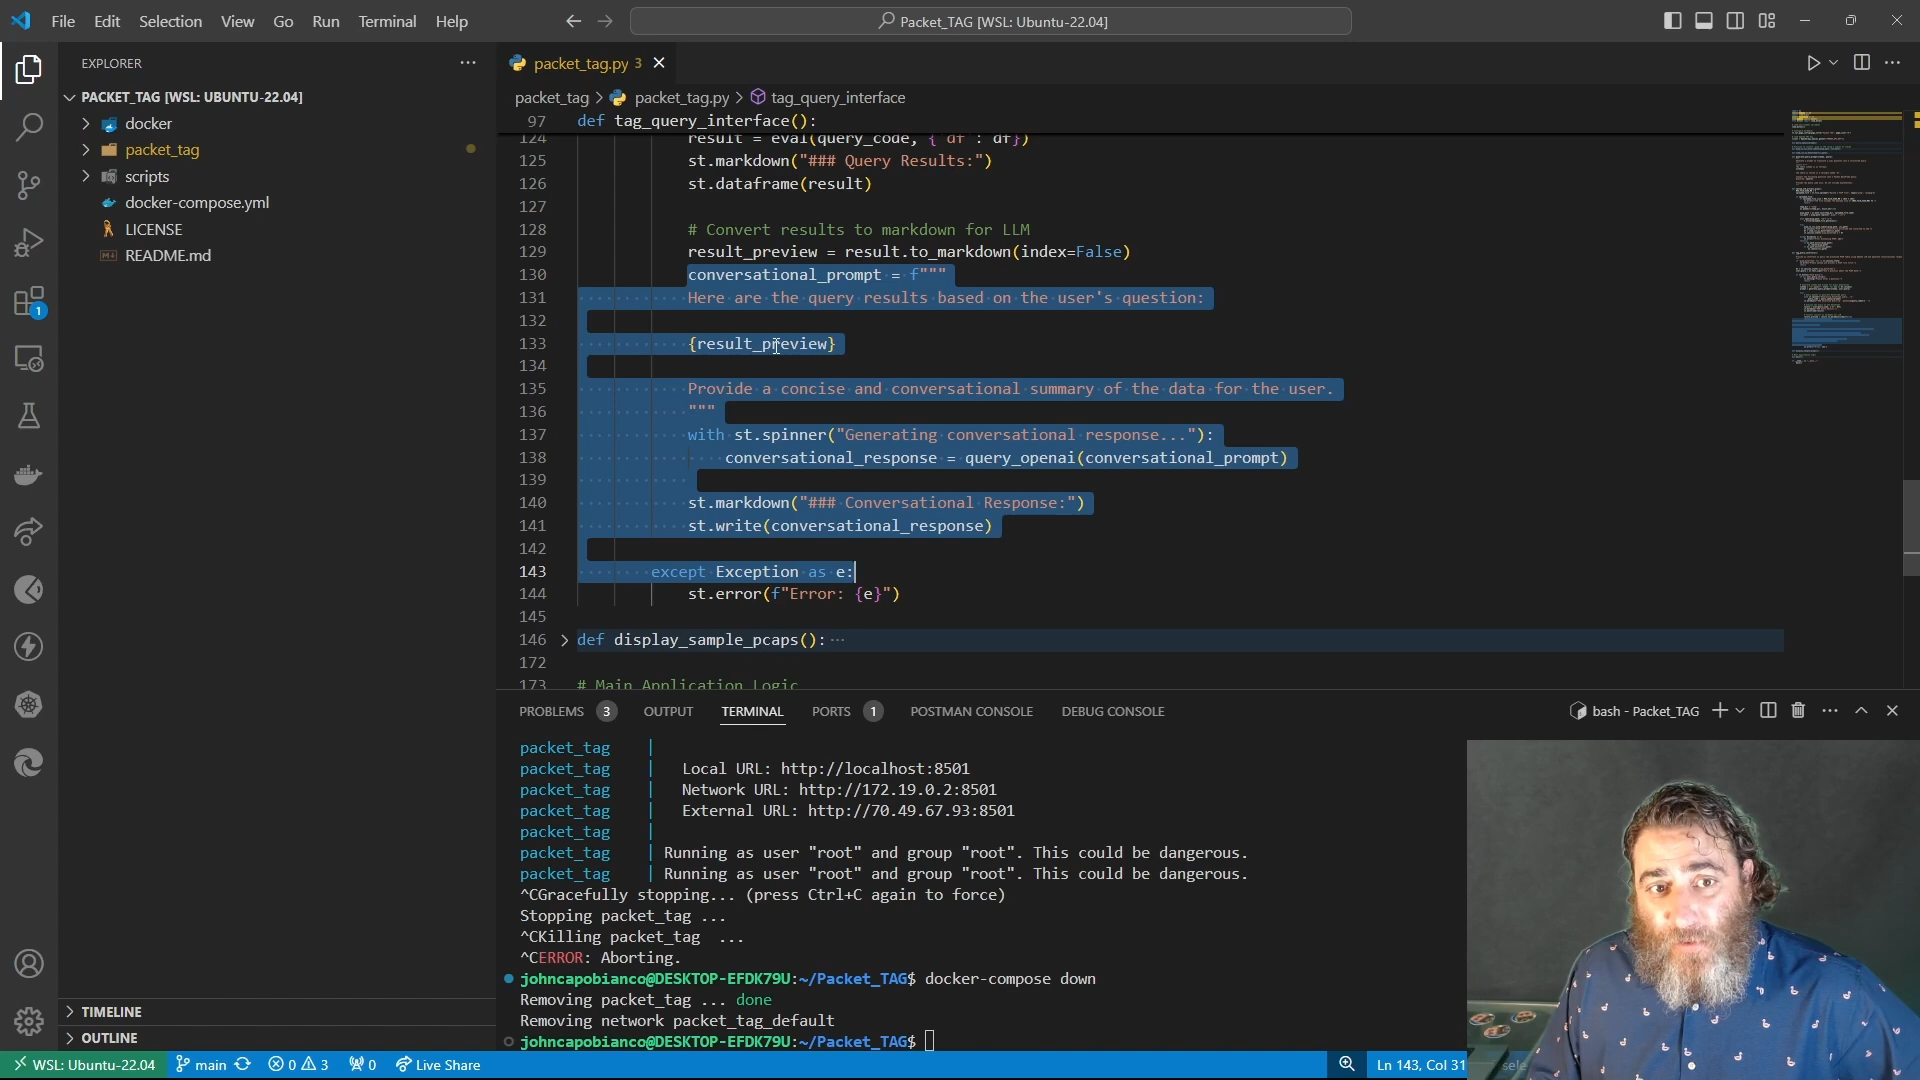 File Edit Selection View Go Run Terminal Help
Packet_TAG [WSL: Ubuntu-22.04]
EXPLORER
PACKET_TAG [WSL: UBUNTU-22.04]
docker
packet_tag
scripts
docker-compose.yml
LICENSE
README.md
TIMELINE
OUTLINE
1
packet_tag.py 3
packet_tag > packet_tag.py > tag_query_interface
97 def tag_query_interface():
124 result = eval(query_code, {'df': df})
125 st.markdown("### Query Results:")
126 st.dataframe(result)
127
128 # Convert results to markdown for LLM
129 result_preview = result.to_markdown(index=False)
130 conversational_prompt = f"""
131 Here are the query results based on the user's question:
132
133 {result_preview}
134
135 Provide a concise and conversational summary of the data for the user.
136 """
137 with st.spinner("Generating conversational response..."):
138 conversational_response = query_openai(conversational_prompt)
139
140 st.markdown("### Conversational Response:")
141 st.write(conversational_response)
142
143 except Exception as e:
144 st.error(f"Error: {e}")
145
146 def display_sample_pcaps(): ...
172
173 # Main Application Logic
PROBLEMS 3 OUTPUT TERMINAL PORTS 1 POSTMAN CONSOLE DEBUG CONSOLE
bash - Packet_TAG
packet_tag |
packet_tag | Local URL: http://localhost:8501
packet_tag | Network URL: http://172.19.0.2:8501
packet_tag | External URL: http://70.49.67.93:8501
packet_tag |
packet_tag | Running as user "root" and group "root". This could be dangerous.
packet_tag | Running as user "root" and group "root". This could be dangerous.
^CGracefully stopping... (press Ctrl+C again to force)
Stopping packet_tag ...
^CKilling packet_tag ...
^CERROR: Aborting.
johncapobianco@DESKTOP-EFDK79U:~/Packet_TAG$ docker-compose down
Removing packet_tag ... done
Removing network packet_tag_default
johncapobianco@DESKTOP-EFDK79U:~/Packet_TAG$
WSL: Ubuntu-22.04 main 0 3 0 Live Share
Ln 143, Col 31
sele